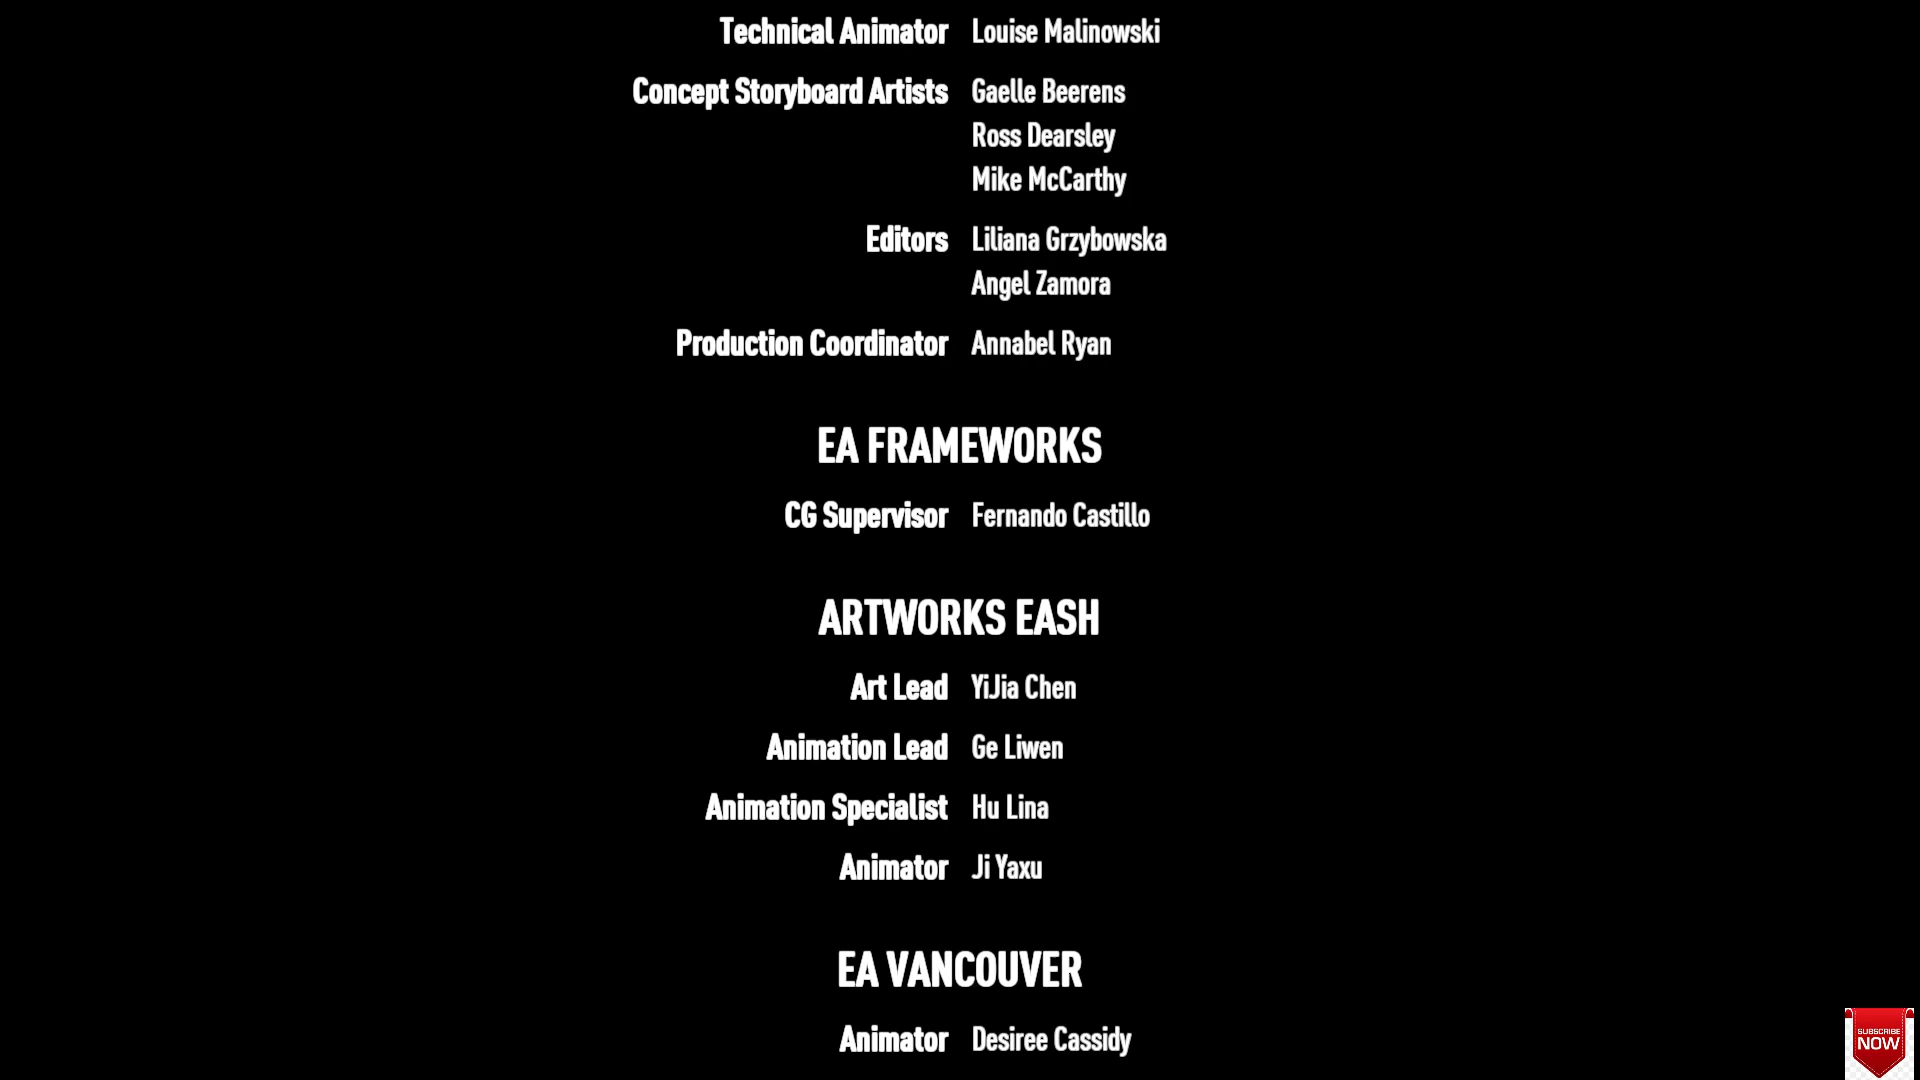 Technical Animator Louise Malinowski
Concept Storyboard Artists Gaelle Beerens
Ross Dearsley
Mike McCarthy
Editors Liliana Grzybowska
Angel Zamora
Production Coordinator Annabel Ryan
EA FRAMEWORKS
CG Supervisor Fernando Castillo
ARTWORKS EASH
Art Lead YiJia Chen
Animation Lead Ge Liwen
Animation Specialist Hu Lina
Animator Ji Yaxu
EA VANCOUVER
Animator Desiree Cassidy
SUBSCRIBE
NOW